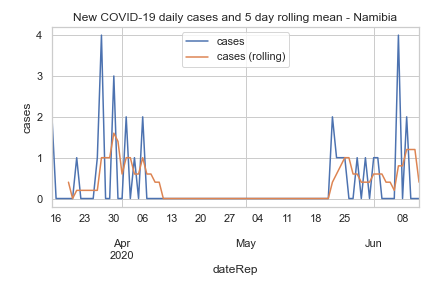 New COVID-19 daily cases and 5 day rolling mean - Namibia
cases
cases (rolling)
4
3
2
1
0
cases
16 23 30 06 13 20 27 04 11 18 25 08
Apr May Jun
2020
dateRep